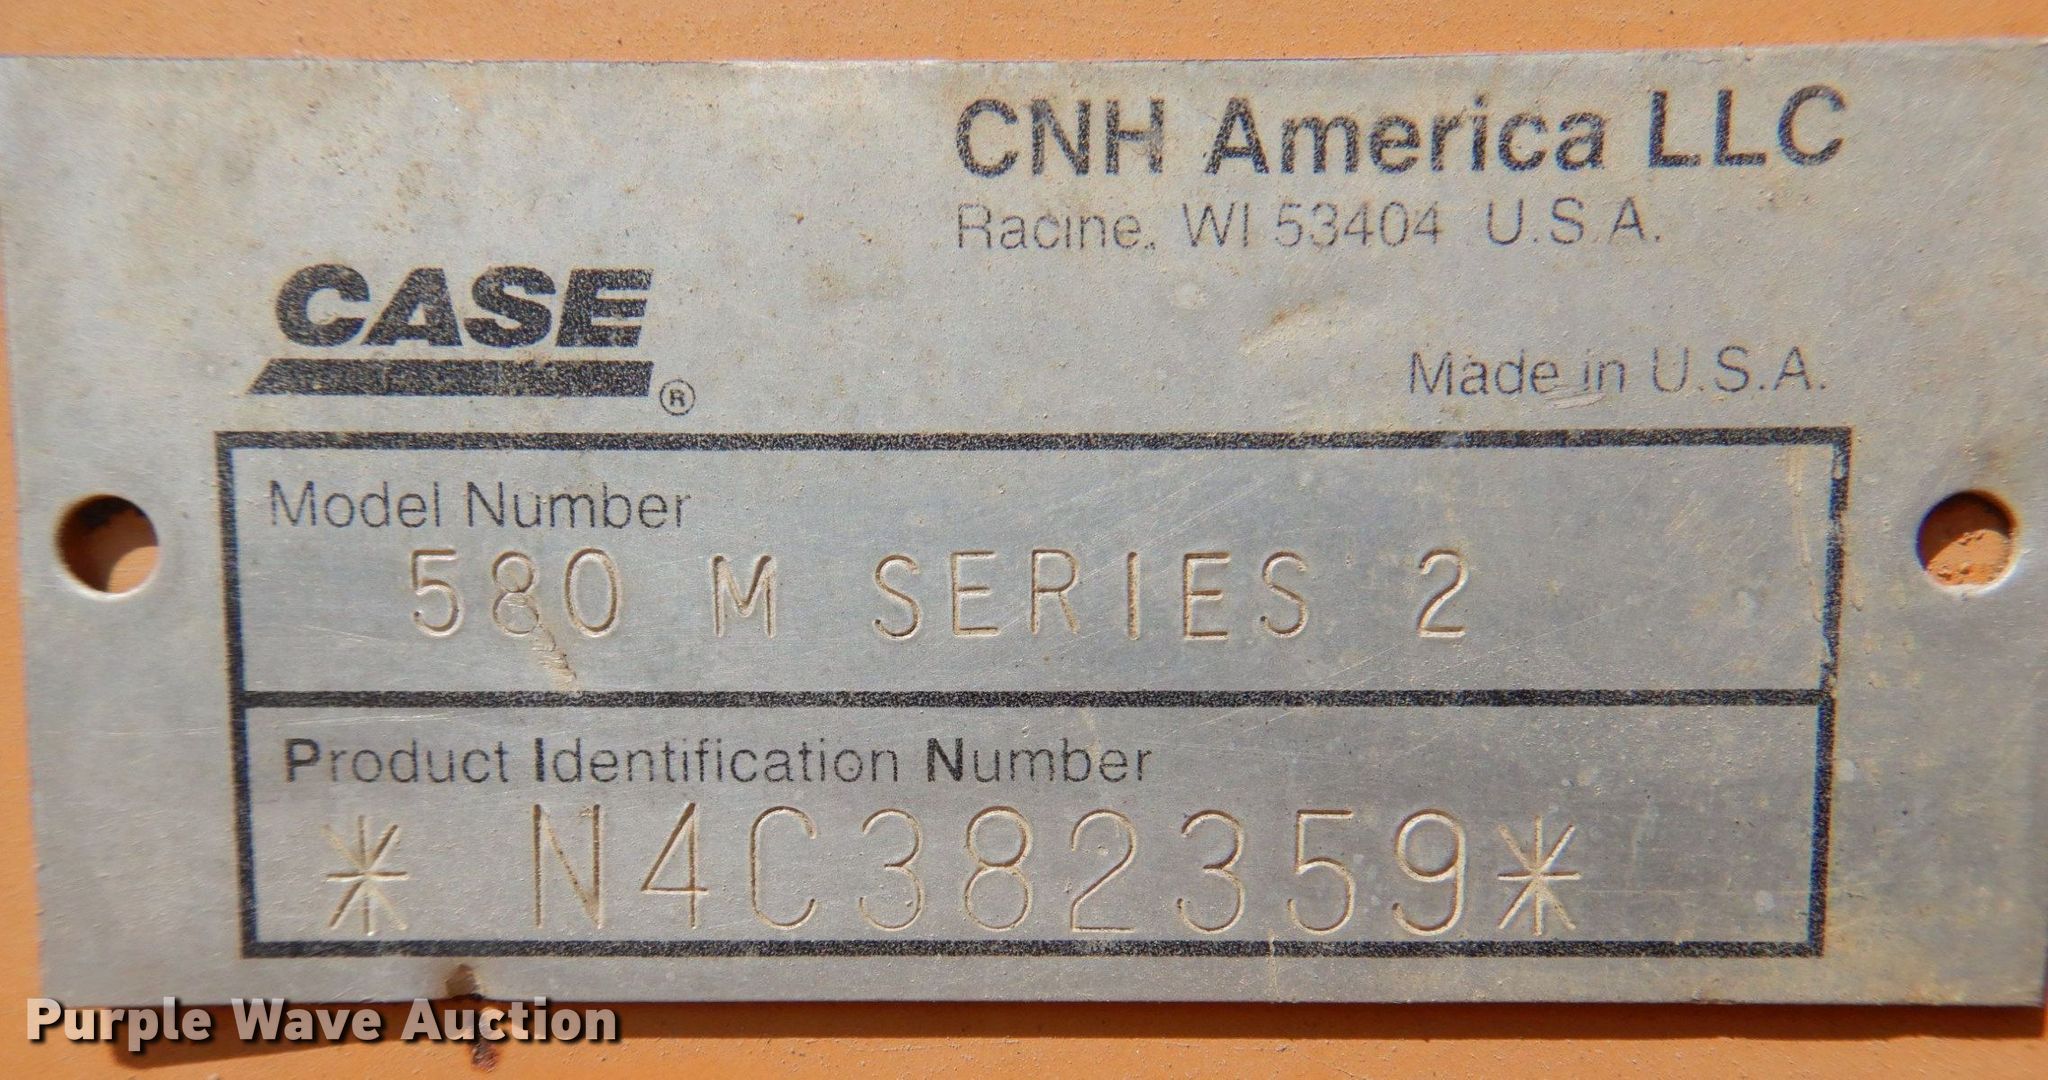 CNH America LLC
Racine, WI 53404 U.S.A.
CASE
®
Made in U.S.A.
Model Number
580 M SERIES 2
Product Identification Number
* N4C382359*
Purple Wave Auction